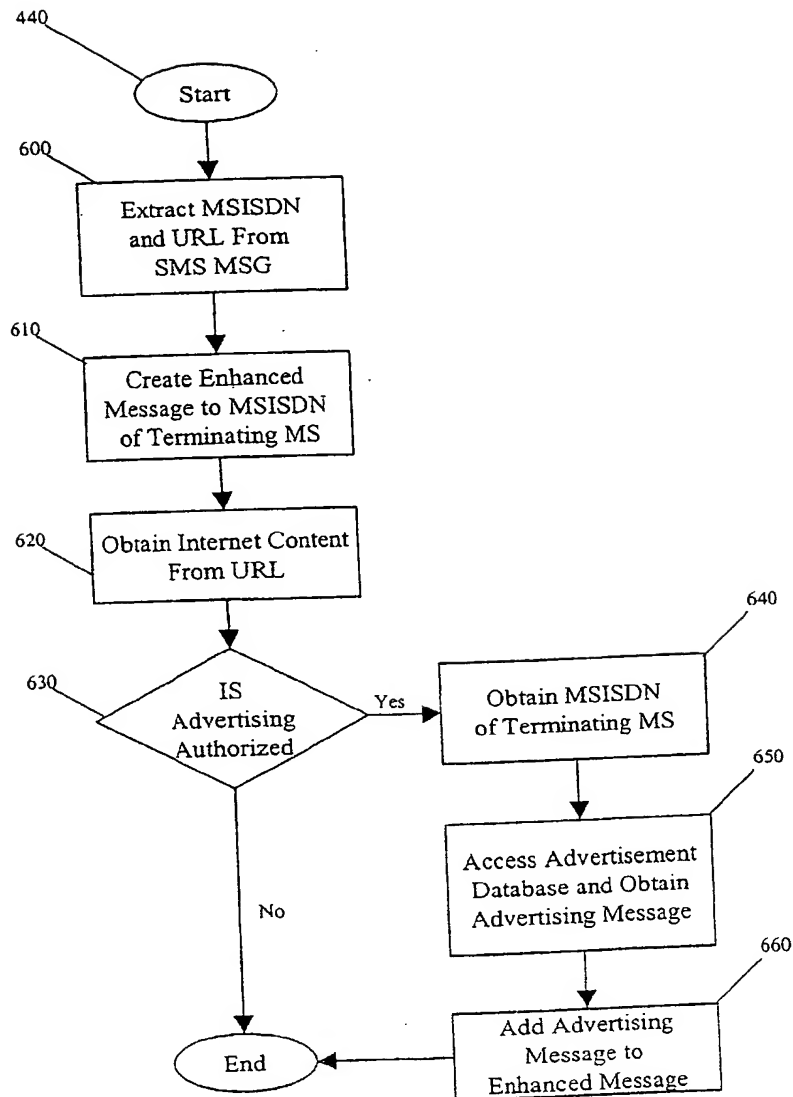 440
Start
600
Extract MSISDN
and URL From
SMS MSG
610
Create Enhanced
Message to MSISDN
of Terminating MS
620
Obtain Internet Content
From URL
630
IS
Advertising
Authorized
Yes
640
Obtain MSISDN
of Terminating MS
650
Access Advertisement
Database and Obtain
Advertising Message
No
660
Add Advertising
Message to
Enhanced Message
End